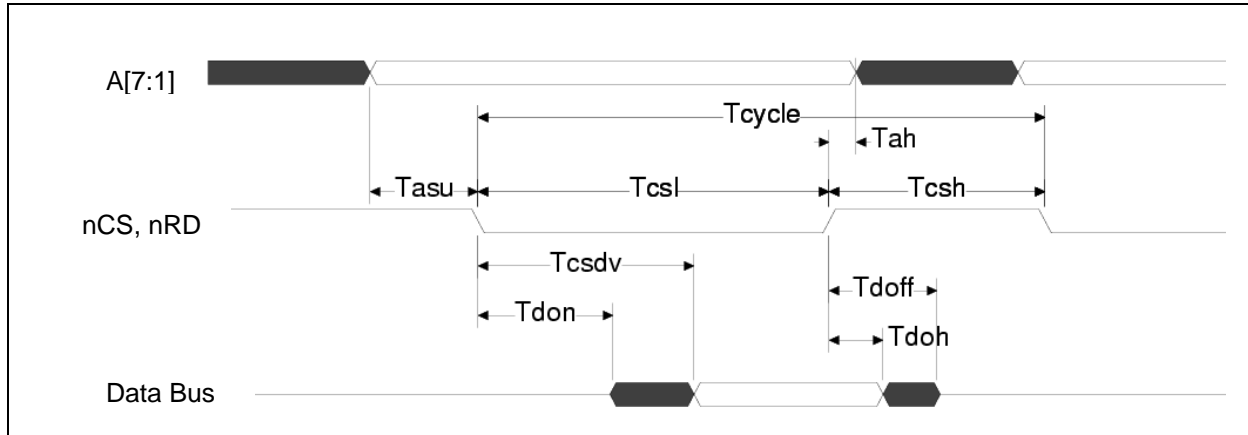 A[7:1]
Tcycle
Tah
Tasu
Tcsl
Tcsh
nCS, nRD
Tcsdv
Tdoff
Tdon
Tdoh
Data Bus